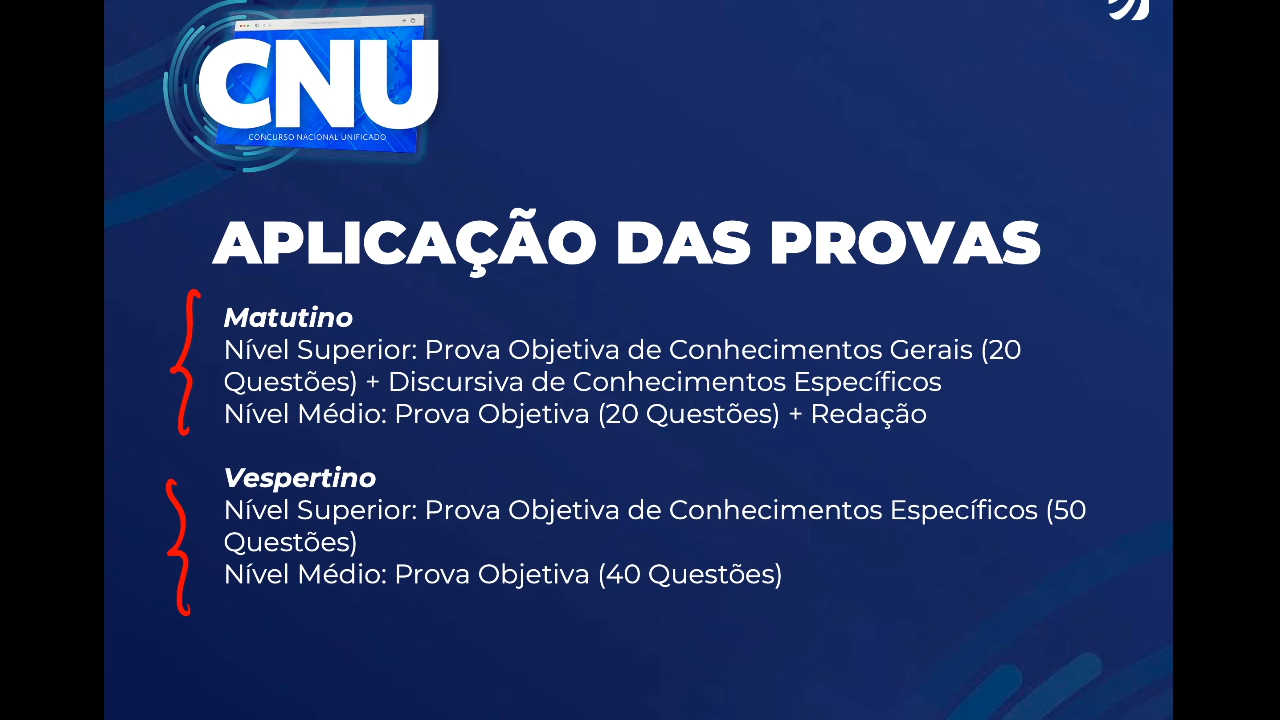 CNU
CONCURSO NACIONAL UNIFICADO
APLICAÇÃO DAS PROVAS
Matutino
Nível Superior: Prova Objetiva de Conhecimentos Gerais (20
Questões) + Discursiva de Conhecimentos Específicos
Nível Médio: Prova Objetiva (20 Questões) + Redação
Vespertino
Nível Superior: Prova Objetiva de Conhecimentos Específicos (50
Questões)
Nível Médio: Prova Objetiva (40 Questões)